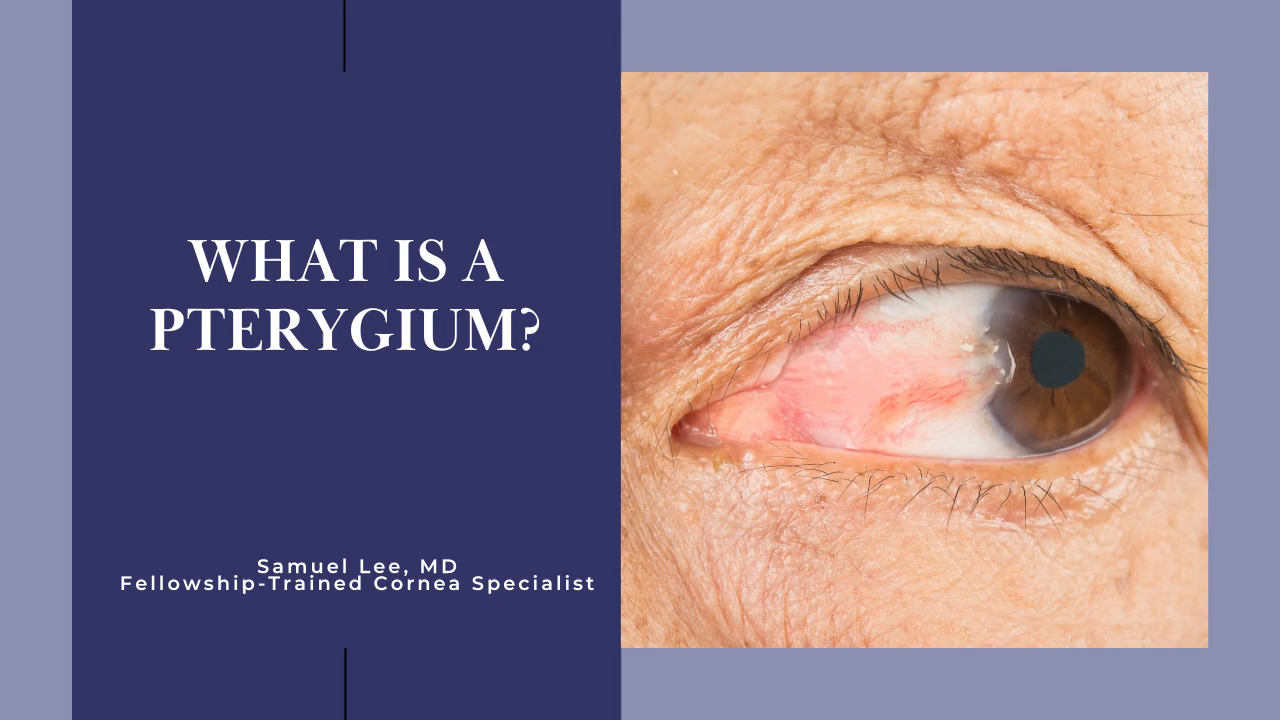 WHAT IS A
PTERYGIUM?
Samuel Lee, MD
Fellowship-Trained Cornea Specialist